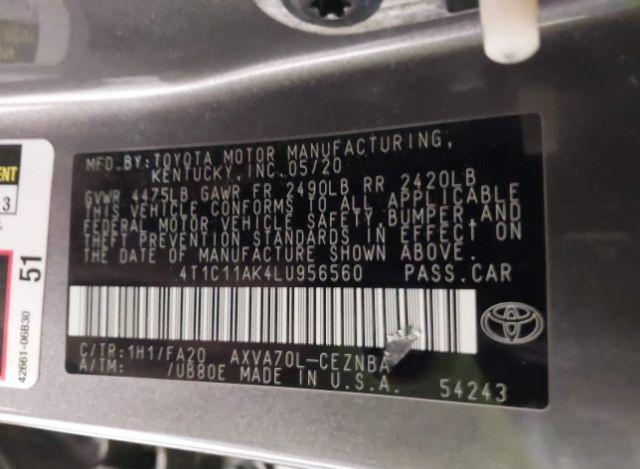 MFD.BY:TOYOTA MOTOR MANUFACTURING,
KENTUCKY,INC.05/20
GVWR 4475LB GAWR FR 2490LB RR 2420LB
THIS VEHICLE CONFORMS TO ALL APPLICABLE
FEDERAL MOTOR VEHICLE SAFETY, BUMPER, AND
THEFT PREVENTION STANDARDS IN EFFECT ON
THE DATE OF MANUFACTURE SHOWN ABOVE.
4T1C11AK4LU956560 PASS.CAR
C/TR:1H1/FA20 AXVA70L-CEZNBA
A/TM: /UB80E MADE IN U.S.A.
54243
ENT
3
51
42661-06B30